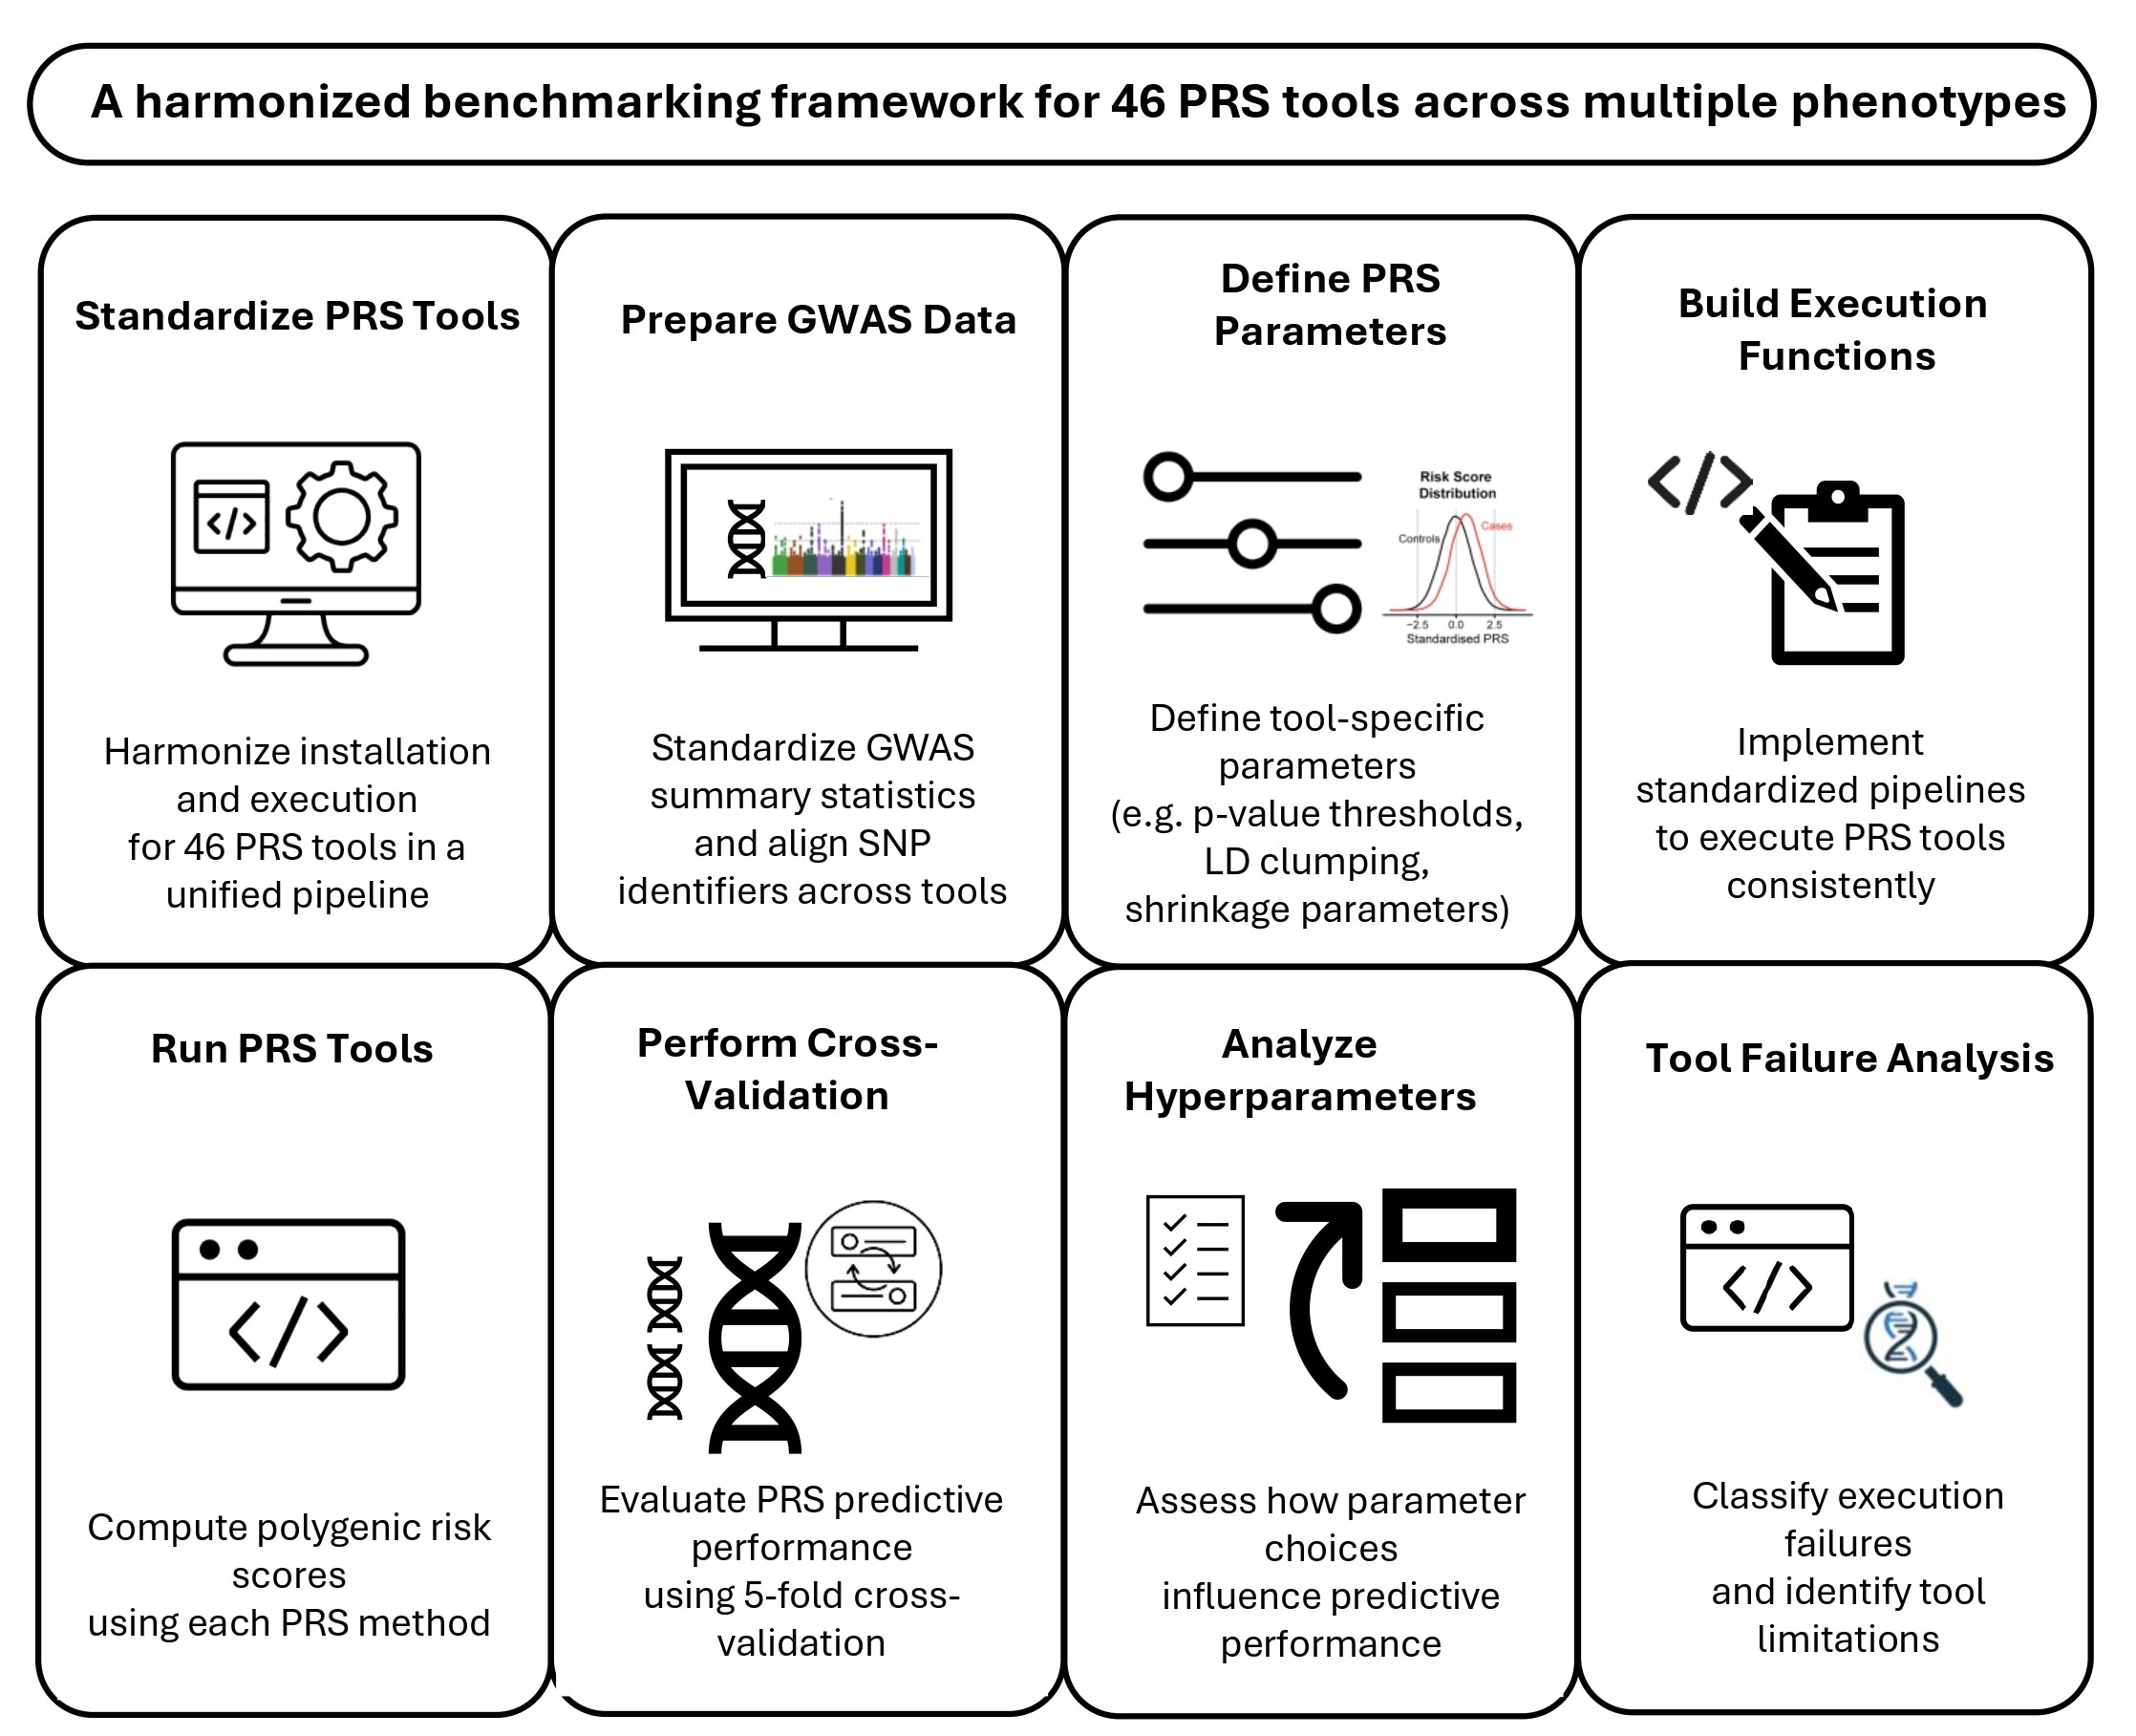 A harmonized benchmarking framework for 46 PRS tools across multiple phenotypes
Standardize PRS Tools
</>
Harmonize installation
and execution
for 46 PRS tools in a
unified pipeline
Prepare GWAS Data
Standardize GWAS
summary statistics
and align SNP
identifiers across tools
Define PRS
Parameters
Risk Score
Distribution
Cases
Controls
−2.5 0.0 2.5
Standardised PRS
Define tool-specific
parameters
(e.g. p-value thresholds,
LD clumping,
shrinkage parameters)
Build Execution
Functions
</>
Implement
standardized pipelines
to execute PRS tools
consistently
Run PRS Tools
</>
Compute polygenic risk
scores
using each PRS method
Perform Cross-
Validation
Evaluate PRS predictive
performance
using 5-fold cross-
validation
Analyze
Hyperparameters
Assess how parameter
choices
influence predictive
performance
Tool Failure Analysis
</>
Classify execution
failures
and identify tool
limitations